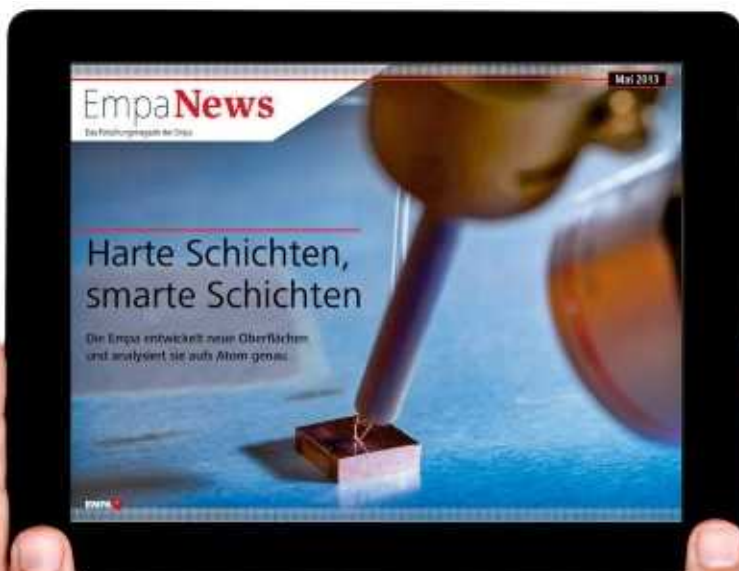 Mai 2013
EmpaNews
Das Forschungsmagazin der Empa
Harte Schichten,
smarte Schichten
Die Empa entwickelt neue Oberflächen
und analysiert sie aufs Atom genau.
EMPA